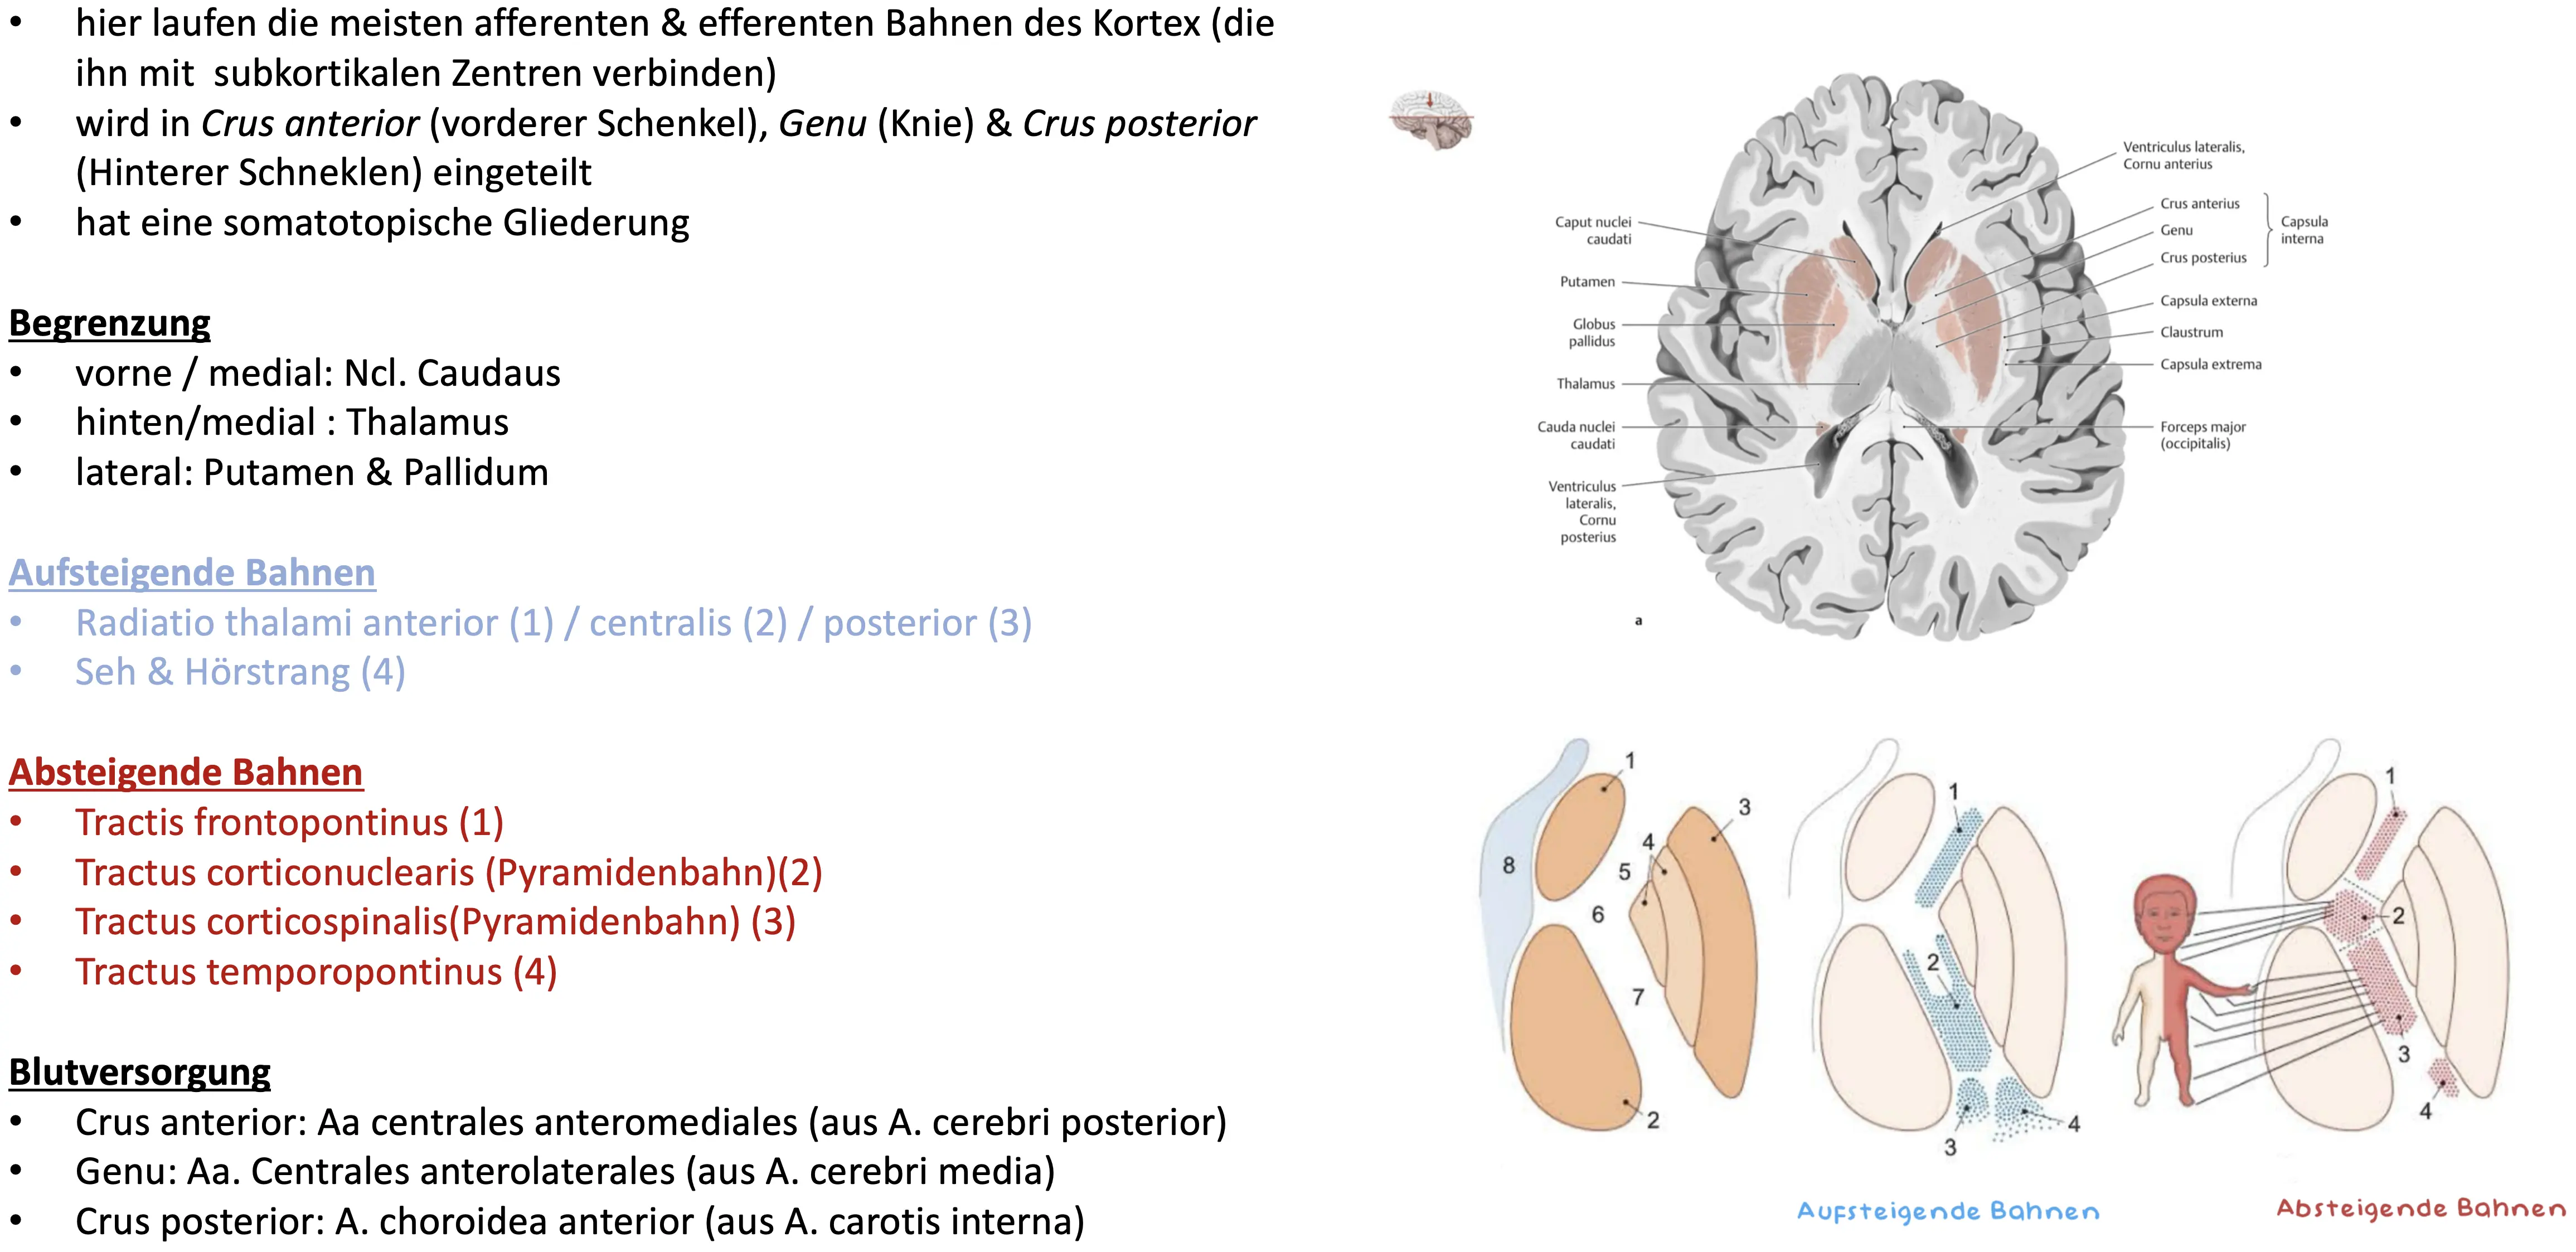 • hier laufen die meisten afferenten & efferenten Bahnen des Kortex (die
ihn mit subkortikalen Zentren verbinden)
• wird in Crus anterior (vorderer Schenkel), Genu (Knie) & Crus posterior
(Hinterer Schneklen) eingeteilt
• hat eine somatotopische Gliederung
Begrenzung
• vorne / medial: Ncl. Caudaus
• hinten/medial : Thalamus
• lateral: Putamen & Pallidum
Aufsteigende Bahnen
• Radiatio thalami anterior (1) / centralis (2) / posterior (3)
• Seh & Hörstrang (4)
Absteigende Bahnen
• Tractis frontopontinus (1)
• Tractus corticonuclearis (Pyramidenbahn)(2)
• Tractus corticospinalis(Pyramidenbahn) (3)
• Tractus temporopontinus (4)
Blutversorgung
• Crus anterior: Aa centrales anteromediales (aus A. cerebri posterior)
• Genu: Aa. Centrales anterolaterales (aus A. cerebri media)
• Crus posterior: A. choroidea anterior (aus A. carotis interna)
Caput nuclei
caudati
Putamen
Globus
pallidus
Thalamus
Cauda nuclei
caudati
Ventriculus
lateralis,
Cornu
posterius
Ventriculus lateralis,
Cornu anterius
Crus anterius
Genu
Crus posterius
Capsula
interna
Capsula externa
Claustrum
Capsula extrema
Forceps major
(occipitalis)
a
1
3
4
5
8
6
7
2
1
2
3
4
Aufsteigende Bahnen
1
2
3
4
Absteigende Bahnen